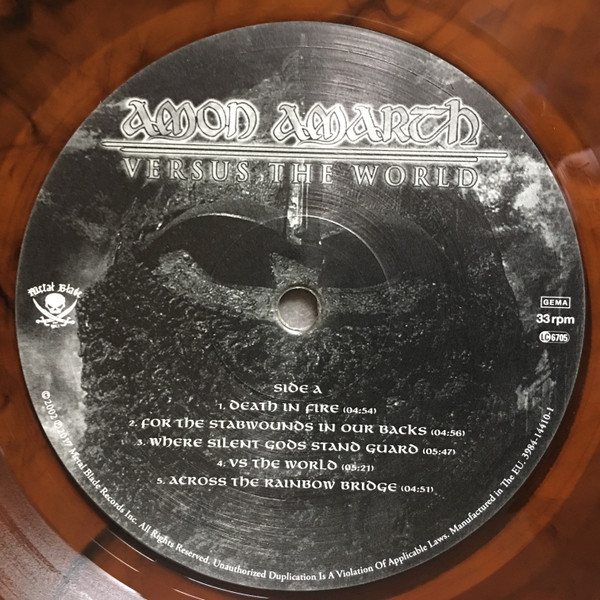 AMON AMARTH
VERSUS THE WORLD
Metal Blade
GEMA
33 rpm
LC 6705
SIDE A
1. DEATH IN FIRE (04:54)
2. FOR THE STABWOUNDS IN OUR BACKS (04:56)
3. WHERE SILENT GODS STAND GUARD (05:47)
4. VS THE WORLD (05:21)
5. ACROSS THE RAINBOW BRIDGE (04:51)
© 2002 ℗ 2017 Metal Blade Records Inc. All Rights Reserved. Unauthorized Duplication Is A Violation Of Applicable Laws. Manufactured in The EU. 3984-14410-1